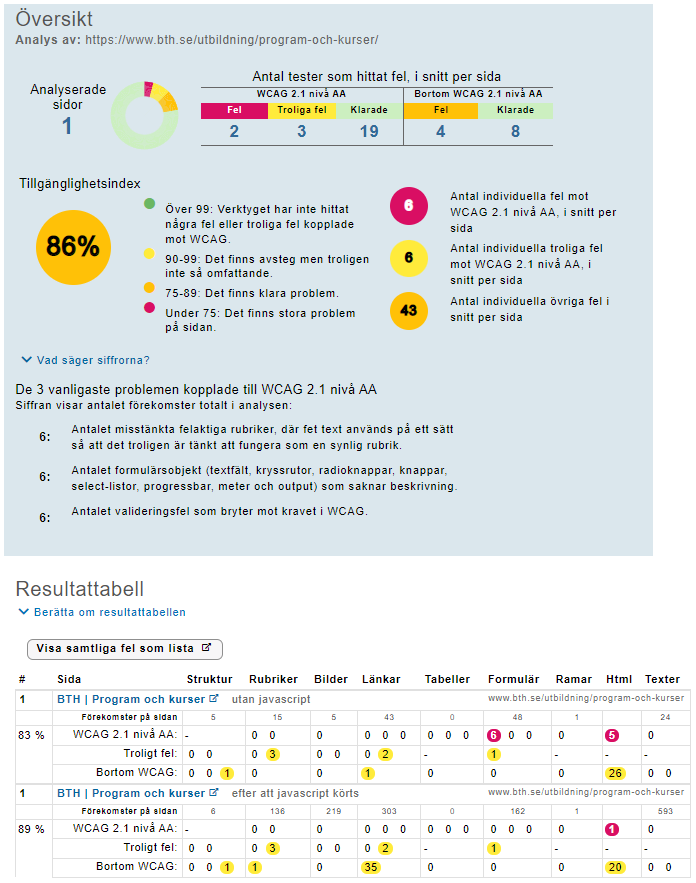 Översikt
Analys av: https://www.bth.se/utbildning/program-och-kurser/
Analyserade sidor
1
Antal tester som hittat fel, i snitt per sida
WCAG 2.1 nivå AA Bortom WCAG 2.1 nivå AA
Fel Troliga fel Klarade Fel Klarade
2 3 19 4 8
Tillgänglighetsindex
86%
Över 99: Verktyget har inte hittat
några fel eller troliga fel kopplade
mot WCAG.
90-99: Det finns avsteg men troligen
inte så omfattande.
75-89: Det finns klara problem.
Under 75: Det finns stora problem
på sidan.
6
Antal individuella fel mot
WCAG 2.1 nivå AA, i snitt per
sida
6
Antal individuella troliga fel
mot WCAG 2.1 nivå AA, i
snitt per sida
43
Antal individuella övriga fel i
snitt per sida
Vad säger siffrorna?
De 3 vanligaste problemen kopplade till WCAG 2.1 nivå AA
Siffran visar antalet förekomster totalt i analysen:
6: Antalet misstänkta felaktiga rubriker, där fet text används på ett sätt
så att det troligen är tänkt att fungera som en synlig rubrik.
6: Antalet formulärsobjekt (textfält, kryssrutor, radioknappar, knappar,
select-listor, progressbar, meter och output) som saknar beskrivning.
6: Antalet valideringsfel som bryter mot kravet i WCAG.
Resultattabell
Berätta om resultattabellen
Visa samtliga fel som lista
# Sida Struktur Rubriker Bilder Länkar Tabeller Formulär Ramar Html Texter
1 BTH | Program och kurser utan javascript www.bth.se/utbildning/program-och-kurser
Förekomster på sidan 5 15 5 43 0 48 1 24
83 % WCAG 2.1 nivå AA: - 0 0 0 0 0 0 0 0 0 6 0 0 0 5 0
Troligt fel: 0 0 0 3 0 0 0 2 - 1 - - -
Bortom WCAG: 0 0 1 0 0 1 0 0 0 26 0 0
1 BTH | Program och kurser efter att javascript körts www.bth.se/utbildning/program-och-kurser
Förekomster på sidan 6 136 219 303 0 162 1 593
89 % WCAG 2.1 nivå AA: - 0 0 0 0 0 0 0 0 0 0 0 0 0 1 0
Troligt fel: 0 0 0 3 0 0 0 2 - 1 - - -
Bortom WCAG: 0 0 1 1 0 35 0 0 0 20 0 0